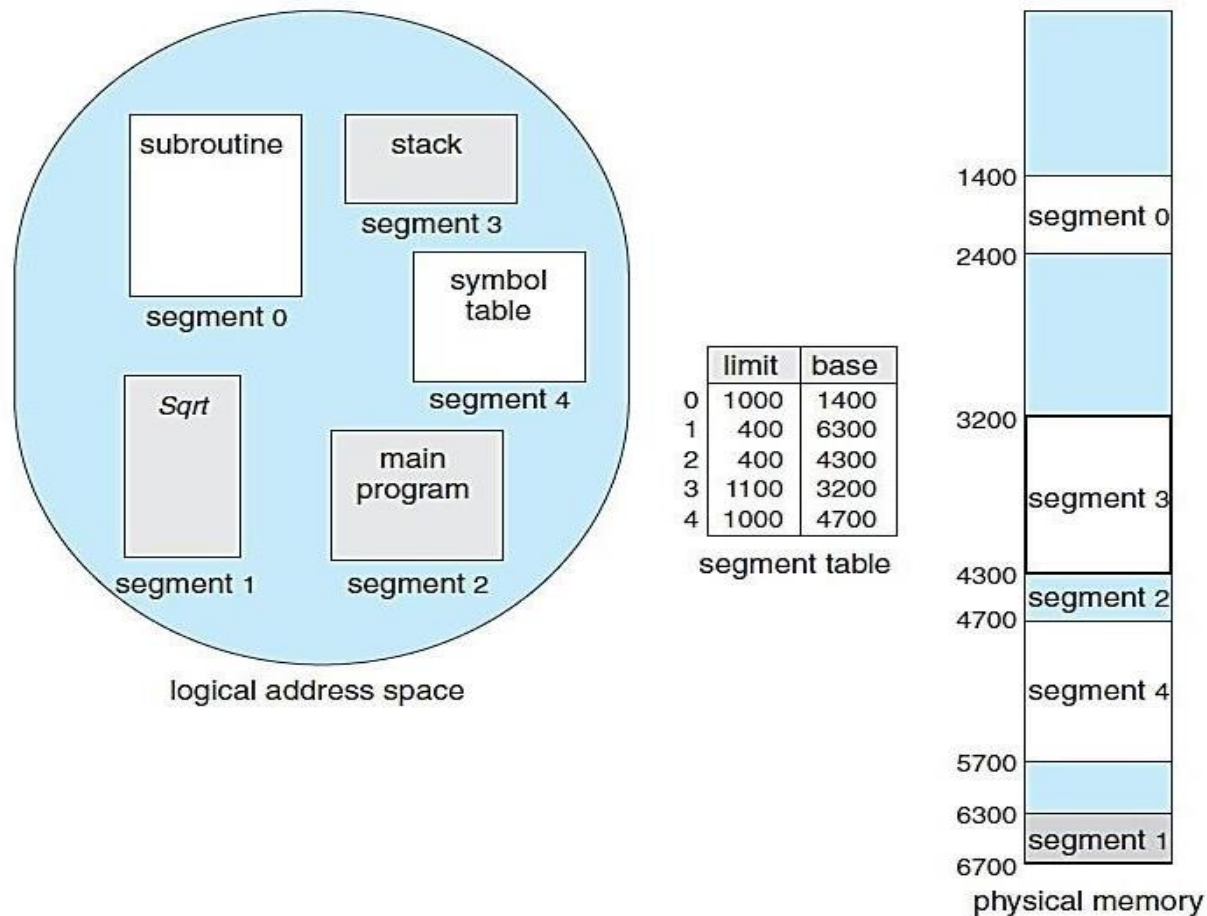 subroutine
segment 0
stack
segment 3
symbol
table
segment 4
Sqrt
segment 1
main
program
segment 2
logical address space
limit base
0 1000 1400
1 400 6300
2 400 4300
3 1100 3200
4 1000 4700
segment table
1400
segment 0
2400
3200
segment 3
4300
segment 2
4700
segment 4
5700
6300
segment 1
6700
physical memory